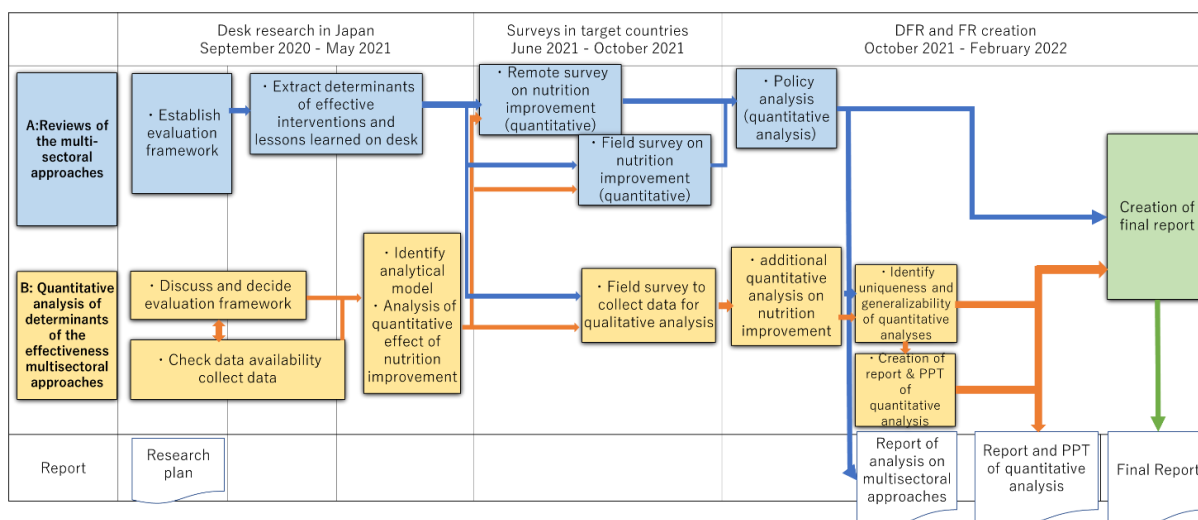 Desk research in Japan
September 2020 - May 2021
Surveys in target countries
June 2021 - October 2021
DFR and FR creation
October 2021 - February 2022
A:Reviews of
the multi-
sectoral
approaches
・Establish
evaluation
framework
・Extract determinants
of effective
interventions and
lessons learned on desk
・Remote survey
on nutrition
improvement
(quantitative)
・Field survey on
nutrition
improvement
(quantitative)
・Policy
analysis
(quantitative
analysis)
Creation of
final report
B: Quantitative
analysis of
determinants
of the
effectiveness
multisectoral
approaches
・Discuss and decide
evaluation framework
・Check data availability
collect data
・Identify
analytical
model
・Analysis of
quantitative
effect of
nutrition
improvement
・Field survey to
collect data for
qualitative analysis
・additional
quantitative
analysis on
nutrition
improvement
・Identify
uniqueness and
generalizability
of quantitative
analyses
・Creation of
report & PPT
of
quantitative
analysis
Report
Research
plan
Report of
analysis on
multisectoral
approaches
Report and PPT
of quantitative
analysis
Final Report